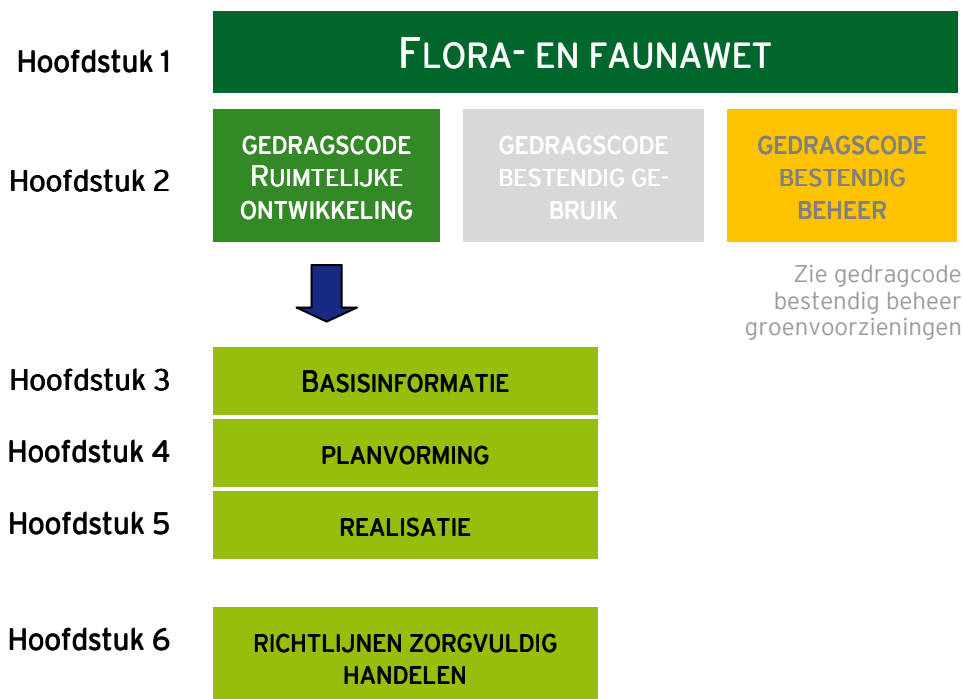 Hoofdstuk 1
FLORA- EN FAUNAWET
Hoofdstuk 2
GEDRAGSCODE
RUIMTELIJKE
ONTWIKKELING
GEDRAGSCODE
BESTENDIG GE-
BRUIK
GEDRAGSCODE
BESTENDIG
BEHEER
Zie gedragcode
bestendig beheer
groenvoorzieningen
Hoofdstuk 3
BASISINFORMATIE
Hoofdstuk 4
PLANVORMING
Hoofdstuk 5
REALISATIE
Hoofdstuk 6
RICHTLIJNEN ZORGVULDIG
HANDELEN